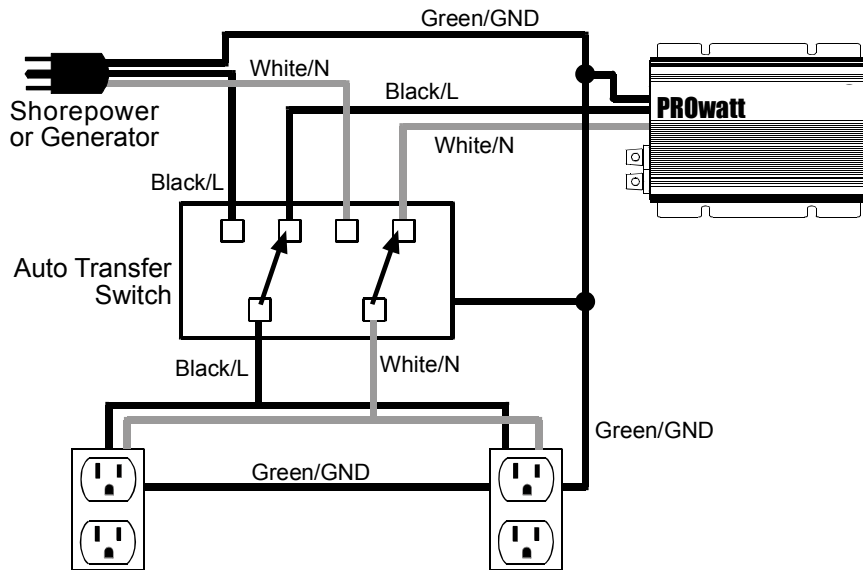 Green/GND
White/N
Black/L
PROwatt
Shorepower
or Generator
White/N
Black/L
Auto Transfer
Switch
Black/L
White/N
Green/GND
Green/GND